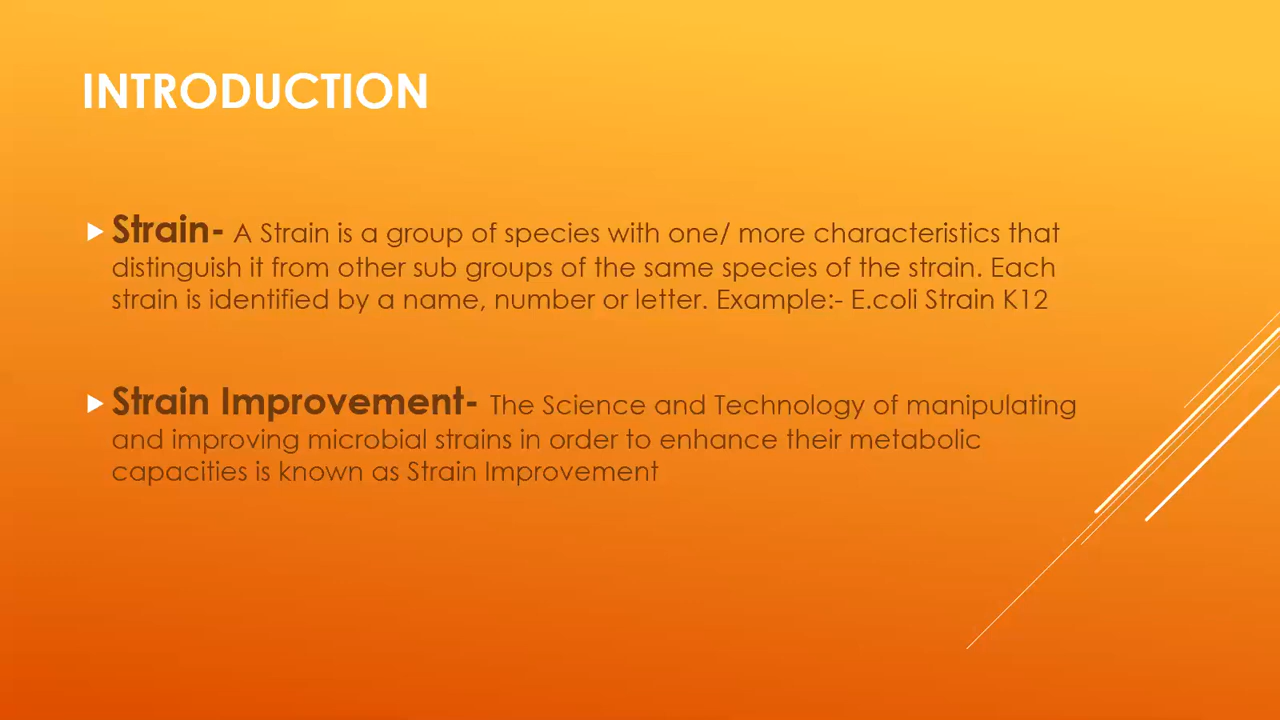 INTRODUCTION
Strain- A Strain is a group of species with one/ more characteristics that
distinguish it from other sub groups of the same species of the strain. Each
strain is identified by a name, number or letter. Example:- E.coli Strain K12
Strain Improvement- The Science and Technology of manipulating
and improving microbial strains in order to enhance their metabolic
capacities is known as Strain Improvement